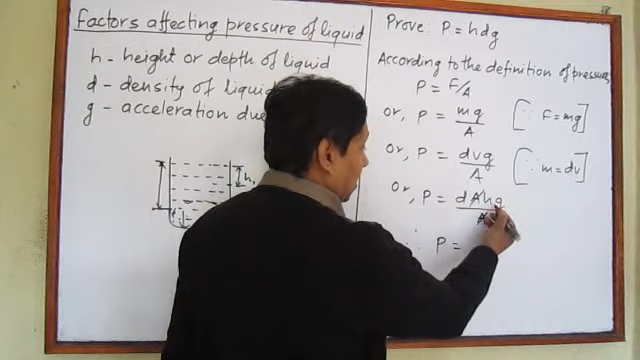 Factors affecting pressure of liquid
h - height or depth of liquid
d - density of liquid
g - acceleration due
h₁
Prove: P = hdg
According to the definition of pressure,
P = F/A
or, P = mg/A [∵ F = mg]
or, P = dvg/A [∵ m = dv]
Or, P = dAhg/A
∴ P =